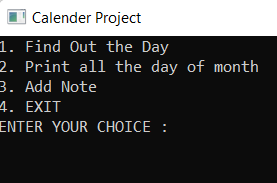 Calender Project
1. Find Out the Day
2. Print all the day of month
3. Add Note
4. EXIT
ENTER YOUR CHOICE :